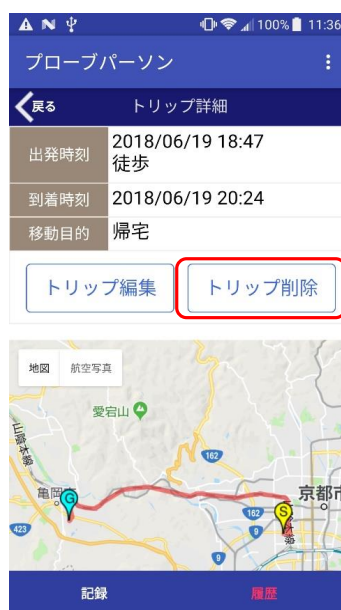 100% 11:36
プローブパーソン
戻る
トリップ詳細
出発時刻
2018/06/19 18:47
徒歩
到着時刻
2018/06/19 20:24
移動目的
帰宅
トリップ編集
トリップ削除
地図
航空写真
愛宕山
山陰本線
162
亀岡
G
京都市
162
S
423
9
9
記録
履歴